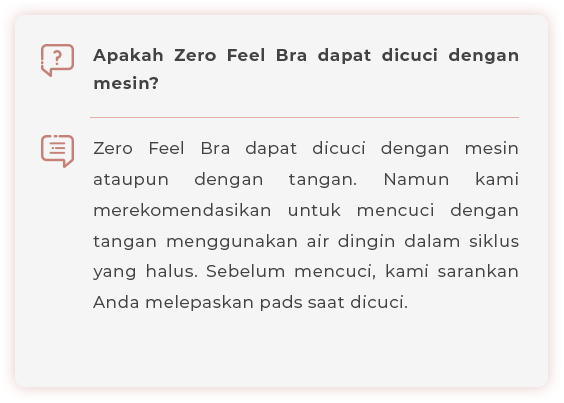 Apakah Zero Feel Bra dapat dicuci dengan
mesin?
Zero Feel Bra dapat dicuci dengan mesin
ataupun dengan tangan. Namun kami
merekomendasikan untuk mencuci dengan
tangan menggunakan air dingin dalam siklus
yang halus. Sebelum mencuci, kami sarankan
Anda melepaskan pads saat dicuci.